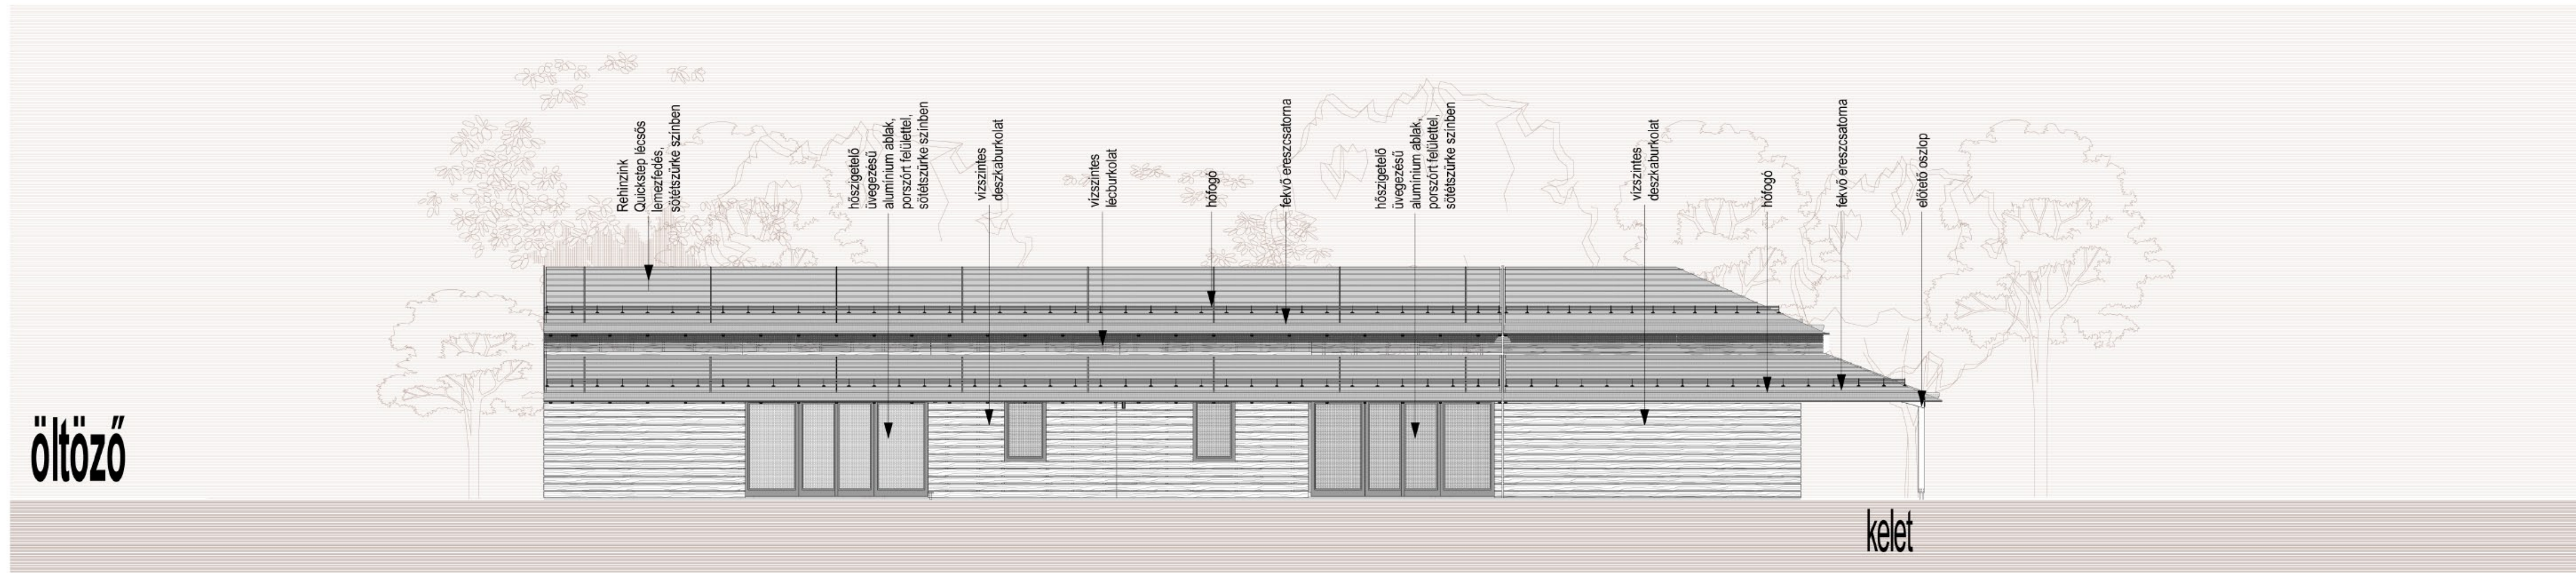 Rehinzink
Quickstep lécsős
lemezfedés,
sötétszürke színben
hőszigetelő
üvegezésű
alumínium ablak,
porszórt felülettel,
sötétszürke színben
vízszintes
deszkaburkolat
vízszintes
lécburkolat
hófogó
fekvő ereszcsatorna
hőszigetelő
üvegezésű
alumínium ablak,
porszórt felülettel,
sötétszürke színben
vízszintes
deszkaburkolat
hófogó
fekvő ereszcsatorna
előtető oszlop
öltöző
kelet